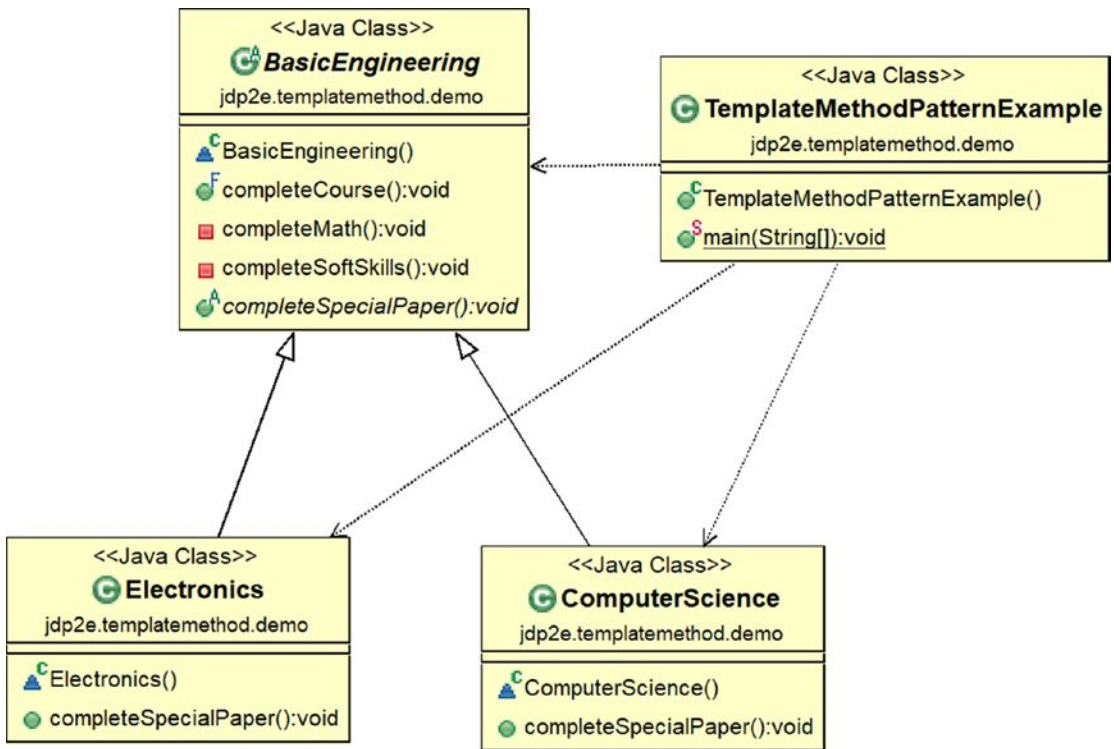 <<Java Class>>
BasicEngineering
jdp2e.templatemethod.demo
BasicEngineering()
completeCourse():void
completeMath():void
completeSoftSkills():void
completeSpecialPaper():void
<<Java Class>>
TemplateMethodPatternExample
jdp2e.templatemethod.demo
TemplateMethodPatternExample()
main(String[]):void
<<Java Class>>
Electronics
jdp2e.templatemethod.demo
Electronics()
completeSpecialPaper():void
<<Java Class>>
ComputerScience
jdp2e.templatemethod.demo
ComputerScience()
completeSpecialPaper():void